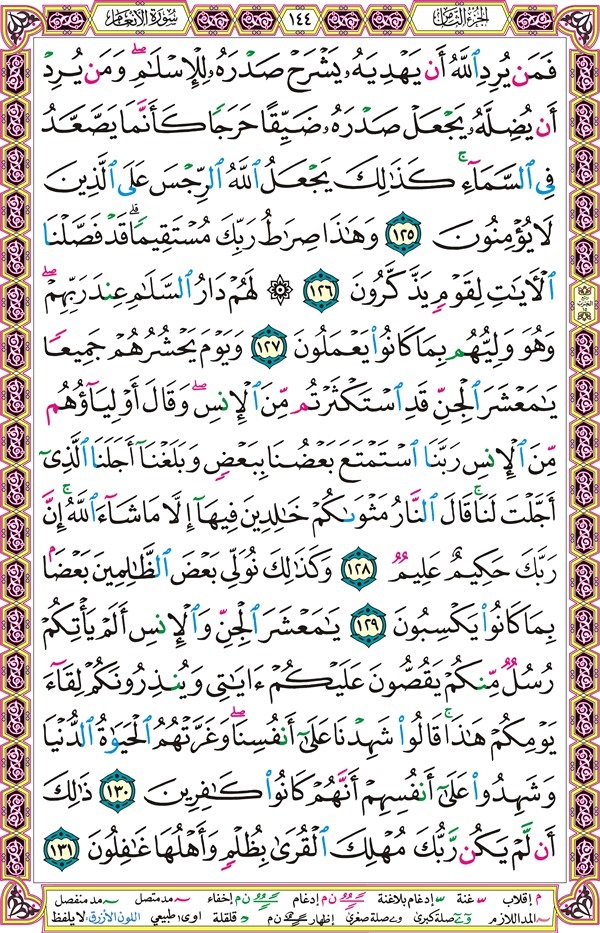 الجزء الثامن ١٤٤ سورة الأنعام
فَمَن يُرِدِ ٱللَّهُ أَن يَهْدِيَهُۥ يَشْرَحْ صَدْرَهُۥ لِلْإِسْلَٰمِ ۖ وَمَن يُرِدْ
أَن يُضِلَّهُۥ يَجْعَلْ صَدْرَهُۥ ضَيِّقًا حَرَجًا كَأَنَّمَا يَصَّعَّدُ
فِى ٱلسَّمَآءِ ۚ كَذَٰلِكَ يَجْعَلُ ٱللَّهُ ٱلرِّجْسَ عَلَى ٱلَّذِينَ
لَا يُؤْمِنُونَ ١٢٥ وَهَٰذَا صِرَٰطُ رَبِّكَ مُسْتَقِيمًا ۗ قَدْ فَصَّلْنَا
ٱلْءَايَٰتِ لِقَوْمٍ يَذَّكَّرُونَ ١٢٦ ۞ لَهُمْ دَارُ ٱلسَّلَٰمِ عِندَ رَبِّهِمْ ۖ
وَهُوَ وَلِيُّهُم بِمَا كَانُوا۟ يَعْمَلُونَ ١٢٧ وَيَوْمَ يَحْشُرُهُمْ جَمِيعًا
يَٰمَعْشَرَ ٱلْجِنِّ قَدِ ٱسْتَكْثَرْتُم مِّنَ ٱلْإِنسِ ۖ وَقَالَ أَوْلِيَآؤُهُم
مِّنَ ٱلْإِنسِ رَبَّنَا ٱسْتَمْتَعَ بَعْضُنَا بِبَعْضٍ وَبَلَغْنَآ أَجَلَنَا ٱلَّذِىٓ
أَجَّلْتَ لَنَا ۚ قَالَ ٱلنَّارُ مَثْوَىٰكُمْ خَٰلِدِينَ فِيهَآ إِلَّا مَا شَآءَ ٱللَّهُ ۗ إِنَّ
رَبَّكَ حَكِيمٌ عَلِيمٌ ١٢٨ وَكَذَٰلِكَ نُوَلِّى بَعْضَ ٱلظَّٰلِمِينَ بَعْضًۢا
بِمَا كَانُوا۟ يَكْسِبُونَ ١٢٩ يَٰمَعْشَرَ ٱلْجِنِّ وَٱلْإِنسِ أَلَمْ يَأْتِكُمْ
رُسُلٌ مِّنكُمْ يَقُصُّونَ عَلَيْكُمْ ءَايَٰتِى وَيُنذِرُونَكُمْ لِقَآءَ
يَوْمِكُمْ هَٰذَا ۚ قَالُوا۟ شَهِدْنَا عَلَىٰٓ أَنفُسِنَا ۖ وَغَرَّتْهُمُ ٱلْحَيَوٰةُ ٱلدُّنْيَا
وَشَهِدُوا۟ عَلَىٰٓ أَنفُسِهِمْ أَنَّهُمْ كَانُوا۟ كَٰفِرِينَ ١٣٠ ذَٰلِكَ
أَن لَّمْ يَكُن رَّبُّكَ مُهْلِكَ ٱلْقُرَىٰ بِظُلْمٍ وَأَهْلُهَا غَٰفِلُونَ ١٣١
م إقلاب غنة إدغام بلاغنة ن م إدغام ن م إخفاء مد متصل مد منفصل
المد اللازم صلة كبرى صلة صغرى إظهار ن م قلقلة اوى طبيعي اللون الأزرق: لا يلفظ